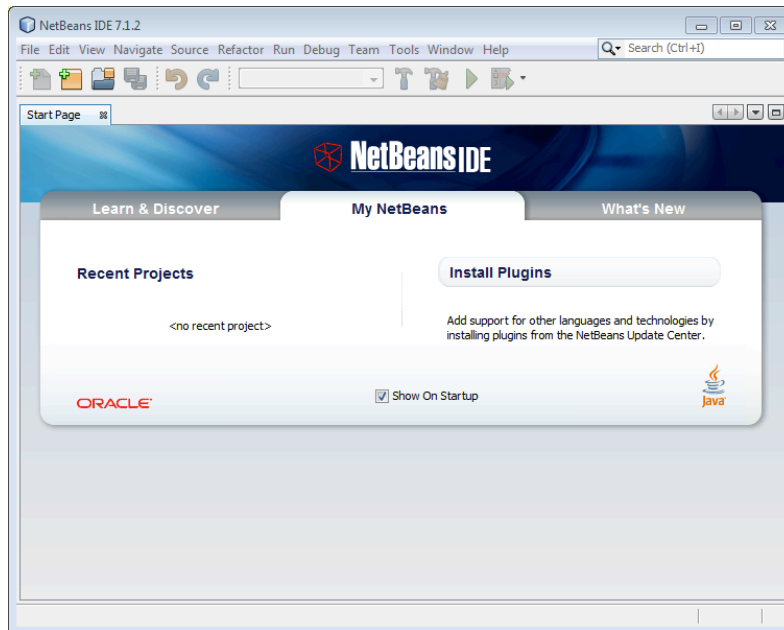 NetBeans IDE 7.1.2
File Edit View Navigate Source Refactor Run Debug Team Tools Window Help
Search (Ctrl+I)
Start Page
NetBeans IDE
Learn & Discover
My NetBeans
What's New
Recent Projects
<no recent project>
Install Plugins
Add support for other languages and technologies by
installing plugins from the NetBeans Update Center.
ORACLE
Show On Startup
Java